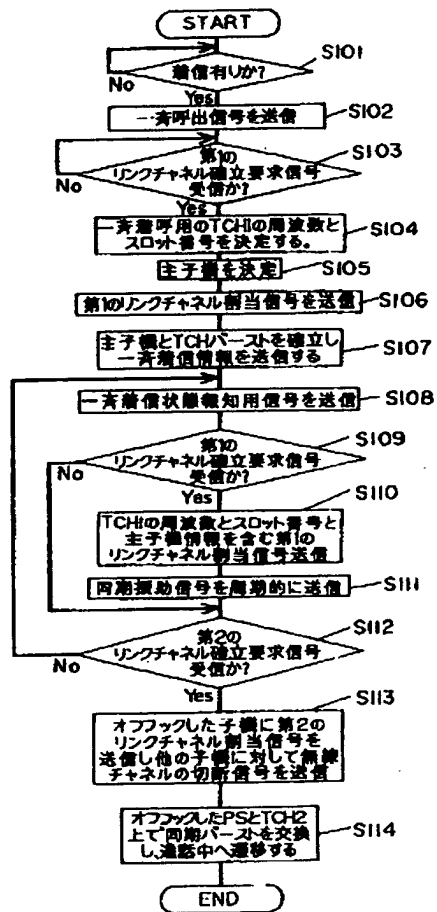 START
着信有りか?
S101
No
Yes
一斉呼出信号を送信
S102
第1の
リンクチャネル確立要求信号
受信か?
S103
No
Yes
一斉着呼用のTCH1の周波数と
スロット番号を決定する。
S104
主子機を決定
S105
第1のリンクチャネル割当信号を送信
S106
主子機とTCHバーストを確立し
一斉着信情報を送信する
S107
一斉着信状態報知用信号を送信
S108
第1の
リンクチャネル確立要求信号
受信か?
S109
No
Yes
TCH1の周波数とスロット番号と
主子機情報を含む第1の
リンクチャネル割当信号送信
S110
同期援助信号を周期的に送信
S111
第2の
リンクチャネル確立要求信号
受信か?
S112
No
Yes
オフフックした子機に第2の
リンクチャネル割当信号を
送信し他の子機に対して無線
チャネルの切断信号を送信
S113
オフフックしたPSとTCH2
上で同期バーストを交換
し、通話中へ遷移する
S114
END